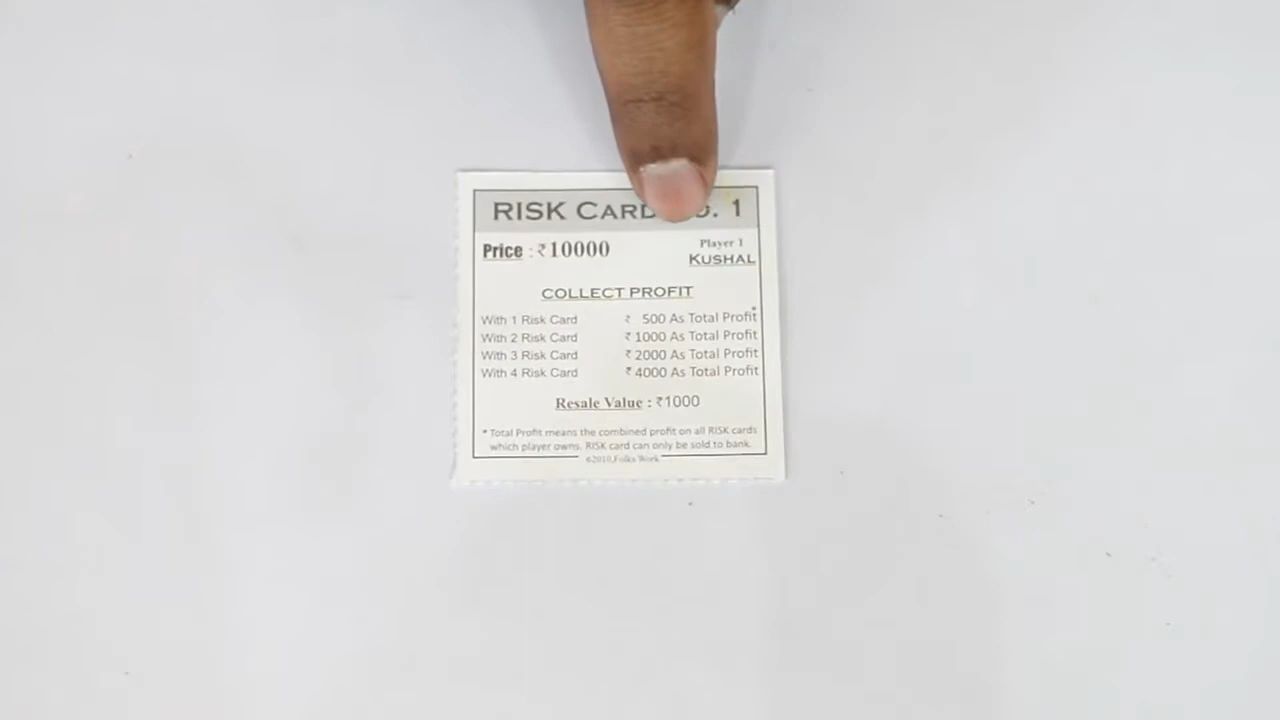 RISK CARD . 1
Price : ₹10000
Player 1
KUSHAL
COLLECT PROFIT
With 1 Risk Card ₹ 500 As Total Profit*
With 2 Risk Card ₹ 1000 As Total Profit
With 3 Risk Card ₹ 2000 As Total Profit
With 4 Risk Card ₹ 4000 As Total Profit
Resale Value : ₹1000
* Total Profit means the combined profit on all RISK cards
which player owns. RISK card can only be sold to bank.
©2010,Folks Work